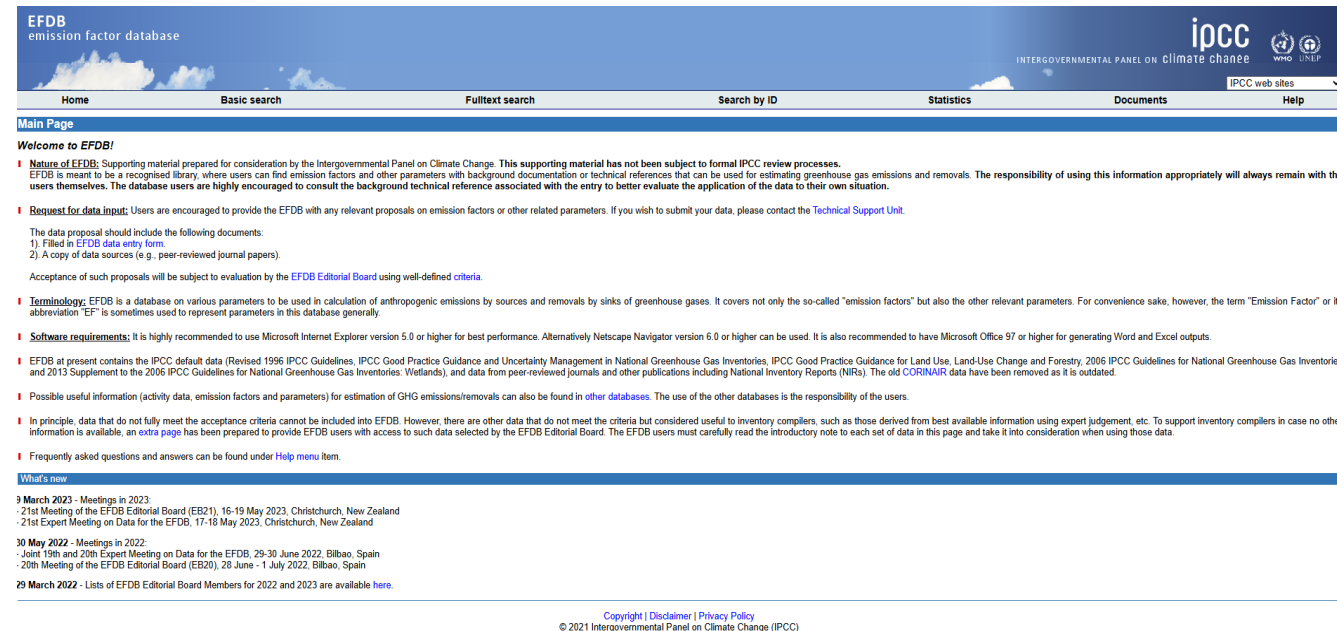 EFDB
emission factor database
ipcc
INTERGOVERNMENTAL PANEL ON climate change
WMO UNEP
IPCC web sites
Home Basic search Fulltext search Search by ID Statistics Documents Help
Main Page
Welcome to EFDB!
Nature of EFDB: Supporting material prepared for consideration by the Intergovernmental Panel on Climate Change. This supporting material has not been subject to formal IPCC review processes.
EFDB is meant to be a recognised library, where users can find emission factors and other parameters with background documentation or technical references that can be used for estimating greenhouse gas emissions and removals. The responsibility of using this information appropriately will always remain with th
users themselves. The database users are highly encouraged to consult the background technical reference associated with the entry to better evaluate the application of the data to their own situation.
Request for data input: Users are encouraged to provide the EFDB with any relevant proposals on emission factors or other related parameters. If you wish to submit your data, please contact the Technical Support Unit.
The data proposal should include the following documents:
1). Filled in EFDB data entry form.
2). A copy of data sources (e.g., peer-reviewed journal papers).
Acceptance of such proposals will be subject to evaluation by the EFDB Editorial Board using well-defined criteria.
Terminology: EFDB is a database on various parameters to be used in calculation of anthropogenic emissions by sources and removals by sinks of greenhouse gases. It covers not only the so-called "emission factors" but also the other relevant parameters. For convenience sake, however, the term "Emission Factor" or it
abbreviation "EF" is sometimes used to represent parameters in this database generally.
Software requirements: It is highly recommended to use Microsoft Internet Explorer version 5.0 or higher for best performance. Alternatively Netscape Navigator version 6.0 or higher can be used. It is also recommended to have Microsoft Office 97 or higher for generating Word and Excel outputs.
EFDB at present contains the IPCC default data (Revised 1996 IPCC Guidelines, IPCC Good Practice Guidance and Uncertainty Management in National Greenhouse Gas Inventories, IPCC Good Practice Guidance for Land Use, Land-Use Change and Forestry, 2006 IPCC Guidelines for National Greenhouse Gas Inventorie
and 2013 Supplement to the 2006 IPCC Guidelines for National Greenhouse Gas Inventories: Wetlands), and data from peer-reviewed journals and other publications including National Inventory Reports (NIRs). The old CORINAIR data have been removed as it is outdated.
Possible useful information (activity data, emission factors and parameters) for estimation of GHG emissions/removals can also be found in other databases. The use of the other databases is the responsibility of the users.
In principle, data that do not fully meet the acceptance criteria cannot be included into EFDB. However, there are other data that do not meet the criteria but considered useful to inventory compilers, such as those derived from best available information using expert judgement, etc. To support inventory compilers in case no othe
information is available, an extra page has been prepared to provide EFDB users with access to such data selected by the EFDB Editorial Board. The EFDB users must carefully read the introductory note to each set of data in this page and take it into consideration when using those data.
Frequently asked questions and answers can be found under Help menu item.
What's new
9 March 2023 - Meetings in 2023:
- 21st Meeting of the EFDB Editorial Board (EB21), 16-19 May 2023, Christchurch, New Zealand
- 21st Expert Meeting on Data for the EFDB, 17-18 May 2023, Christchurch, New Zealand
30 May 2022 - Meetings in 2022:
- Joint 19th and 20th Expert Meeting on Data for the EFDB, 29-30 June 2022, Bilbao, Spain
- 20th Meeting of the EFDB Editorial Board (EB20), 28 June - 1 July 2022, Bilbao, Spain
29 March 2022 - Lists of EFDB Editorial Board Members for 2022 and 2023 are available here.
Copyright | Disclaimer | Privacy Policy
© 2021 Intergovernmental Panel on Climate Change (IPCC)